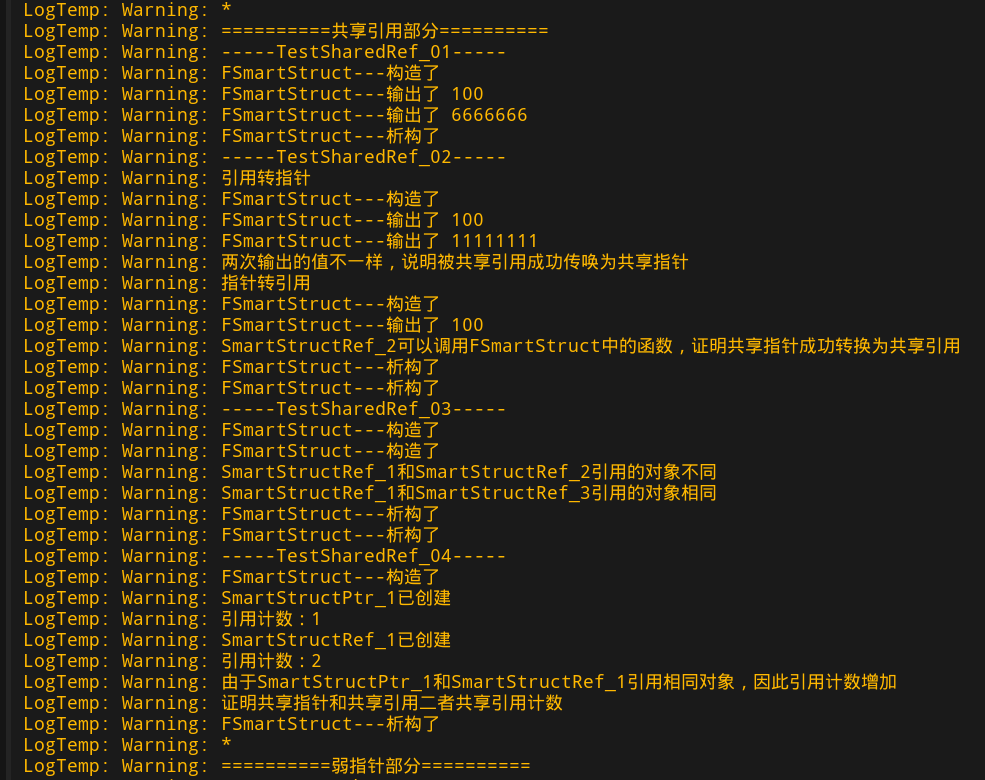 LogTemp: Warning: *
LogTemp: Warning: ==========共享引用部分==========
LogTemp: Warning: -----TestSharedRef_01-----
LogTemp: Warning: FSmartStruct---构造了
LogTemp: Warning: FSmartStruct---输出了 100
LogTemp: Warning: FSmartStruct---输出了 6666666
LogTemp: Warning: FSmartStruct---析构了
LogTemp: Warning: -----TestSharedRef_02-----
LogTemp: Warning: 引用转指针
LogTemp: Warning: FSmartStruct---构造了
LogTemp: Warning: FSmartStruct---输出了 100
LogTemp: Warning: FSmartStruct---输出了 11111111
LogTemp: Warning: 两次输出的值不一样，说明被共享引用成功传唤为共享指针
LogTemp: Warning: 指针转引用
LogTemp: Warning: FSmartStruct---构造了
LogTemp: Warning: FSmartStruct---输出了 100
LogTemp: Warning: SmartStructRef_2可以调用FSmartStruct中的函数，证明共享指针成功转换为共享引用
LogTemp: Warning: FSmartStruct---析构了
LogTemp: Warning: FSmartStruct---析构了
LogTemp: Warning: -----TestSharedRef_03-----
LogTemp: Warning: FSmartStruct---构造了
LogTemp: Warning: FSmartStruct---构造了
LogTemp: Warning: SmartStructRef_1和SmartStructRef_2引用的对象不同
LogTemp: Warning: SmartStructRef_1和SmartStructRef_3引用的对象相同
LogTemp: Warning: FSmartStruct---析构了
LogTemp: Warning: FSmartStruct---析构了
LogTemp: Warning: -----TestSharedRef_04-----
LogTemp: Warning: FSmartStruct---构造了
LogTemp: Warning: SmartStructPtr_1已创建
LogTemp: Warning: 引用计数：1
LogTemp: Warning: SmartStructRef_1已创建
LogTemp: Warning: 引用计数：2
LogTemp: Warning: 由于SmartStructPtr_1和SmartStructRef_1引用相同对象，因此引用计数增加
LogTemp: Warning: 证明共享指针和共享引用二者共享引用计数
LogTemp: Warning: FSmartStruct---析构了
LogTemp: Warning: *
LogTemp: Warning: ==========弱指针部分==========